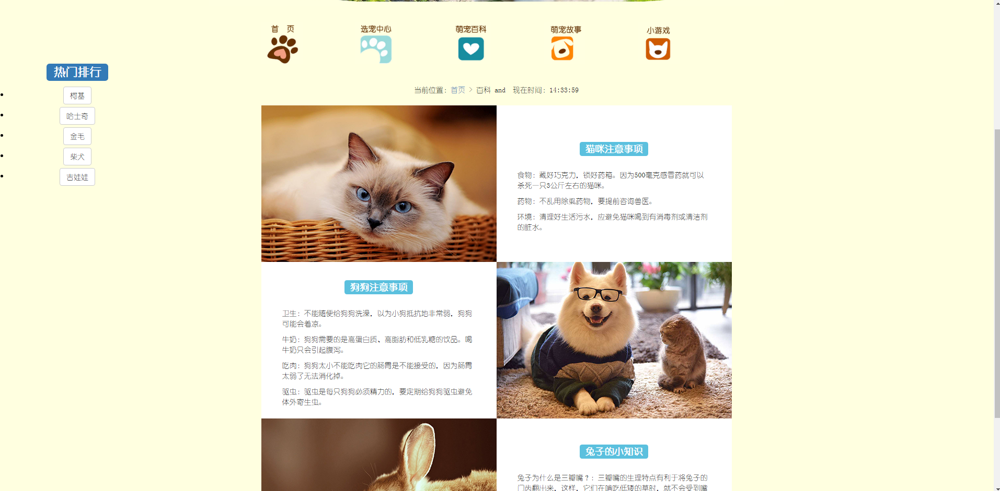 首 页
选宠中心
萌宠百科
萌宠故事
小游戏
热门排行
柯基
哈士奇
金毛
柴犬
吉娃娃
当前位置：首页 > 百科 and 现在时间：14:33:59
猫咪注意事项
食物：藏好巧克力，锁好药箱。因为500毫克感冒药就可以
杀死一只3公斤左右的猫咪。
药物：不乱用除虱药物，要提前咨询兽医。
环境：清理好生活污水，应避免猫咪喝到有消毒剂或清洁剂
的脏水。
狗狗注意事项
卫生：不能随便给狗狗洗澡，以为小狗抵抗地非常弱，狗狗
可能会着凉。
牛奶：狗狗需要的是高蛋白质、高脂肪和低乳糖的饮品。喝
牛奶只会引起腹泻。
吃肉：狗狗太小不能吃肉它的肠胃是不能接受的，因为肠胃
太弱了无法消化掉。
驱虫：驱虫是每只狗狗必须精力的，要定期给狗狗驱虫避免
体外寄生虫。
兔子的小知识
兔子为什么是三瓣嘴？：三瓣嘴的生理特点有利于将兔子的
门齿翻出来，这样，它们在啃吃低矮的草时，就不会受到嘴